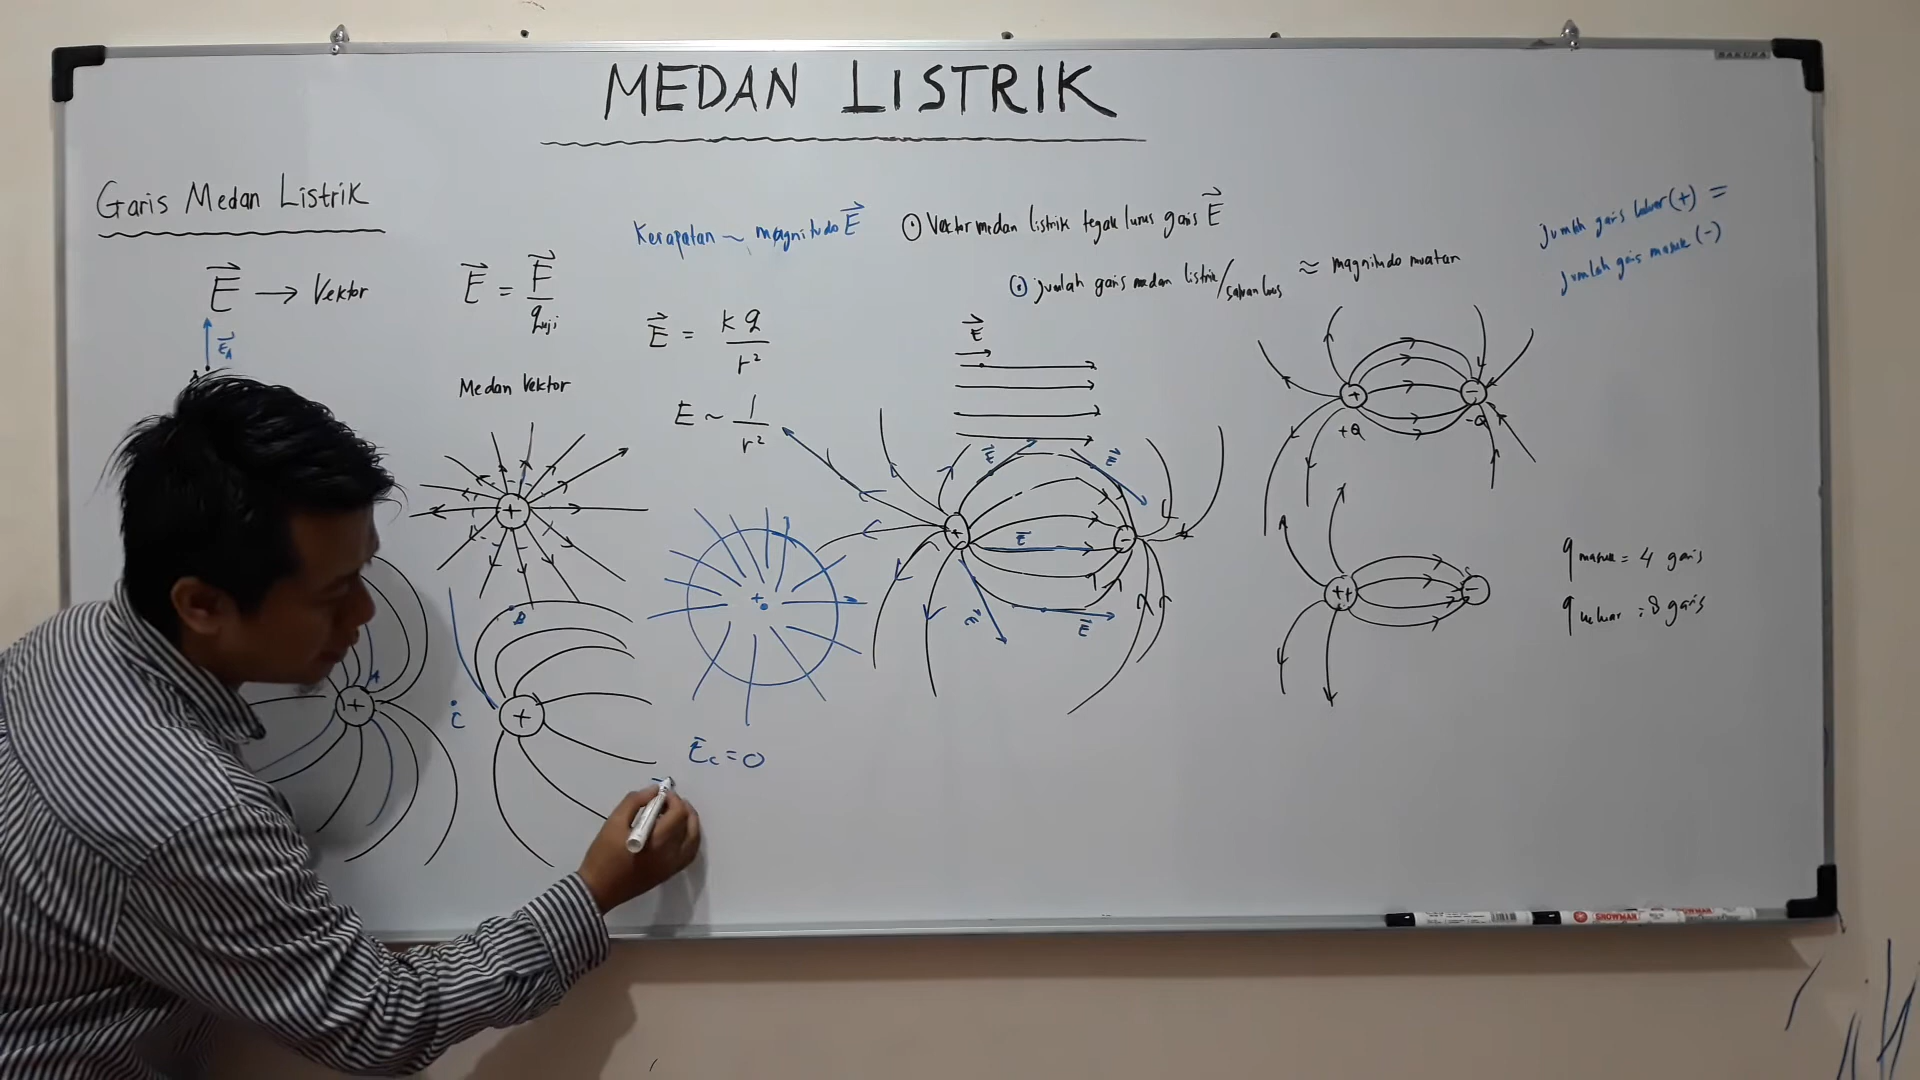 MEDAN LISTRIK
SAKURA
Garis Medan Listrik
E → Vektor
E = F / q uji
E A
Medan Vektor
Kerapatan ~ magnitudo E
E = k q / r²
E ~ 1 / r²
Vektor medan listrik tegak lurus garis E
jumlah garis medan listrik/satuan luas ≈ magnitudo muatan
jumlah garis keluar (+) =
jumlah garis masuk (-)
E
+
E
E
+
E
-
E
E
+
+Q
-
-Q
++
-
q masuk = 4 garis
q keluar = 8 garis
+
B
A
+
C
+
E C = 0
SNOWMAN
SNOWMAN